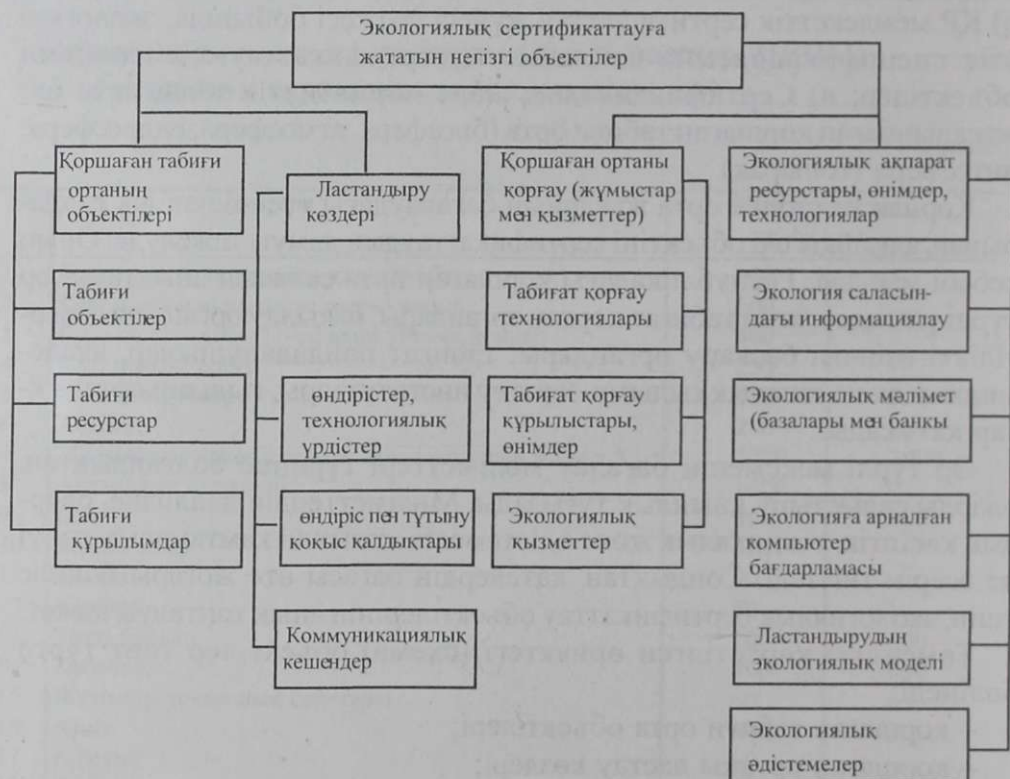 Экологиялық сертификаттауға
жататын негізгі объектілер
Қоршаған табиғи
ортаның
объектілері
Ластандыру
көздері
Қоршаған ортаны
қорғау (жұмыстар
мен қызметтер)
Экологиялық ақпарат
ресурстары, өнімдер,
технологиялар
Табиғи
объектілер
Табиғат қорғау
технологиялары
Экология саласын-
дағы информациялау
Табиғи
ресурстар
өндірістер,
технологиялық
үрдістер
Табиғат қорғау
құрылыстары,
өнімдер
Экологиялық мәлімет
(базалары мен банкы
Табиғи
құрылымдар
өндіріс пен тұтыну
қоқыс қалдықтары
Экологиялық
қызметтер
Экологияға арналған
компьютер
бағдарламасы
Коммуникациялық
кешендер
Ластандырудың
экологиялық моделі
Экологиялық
әдістемелер